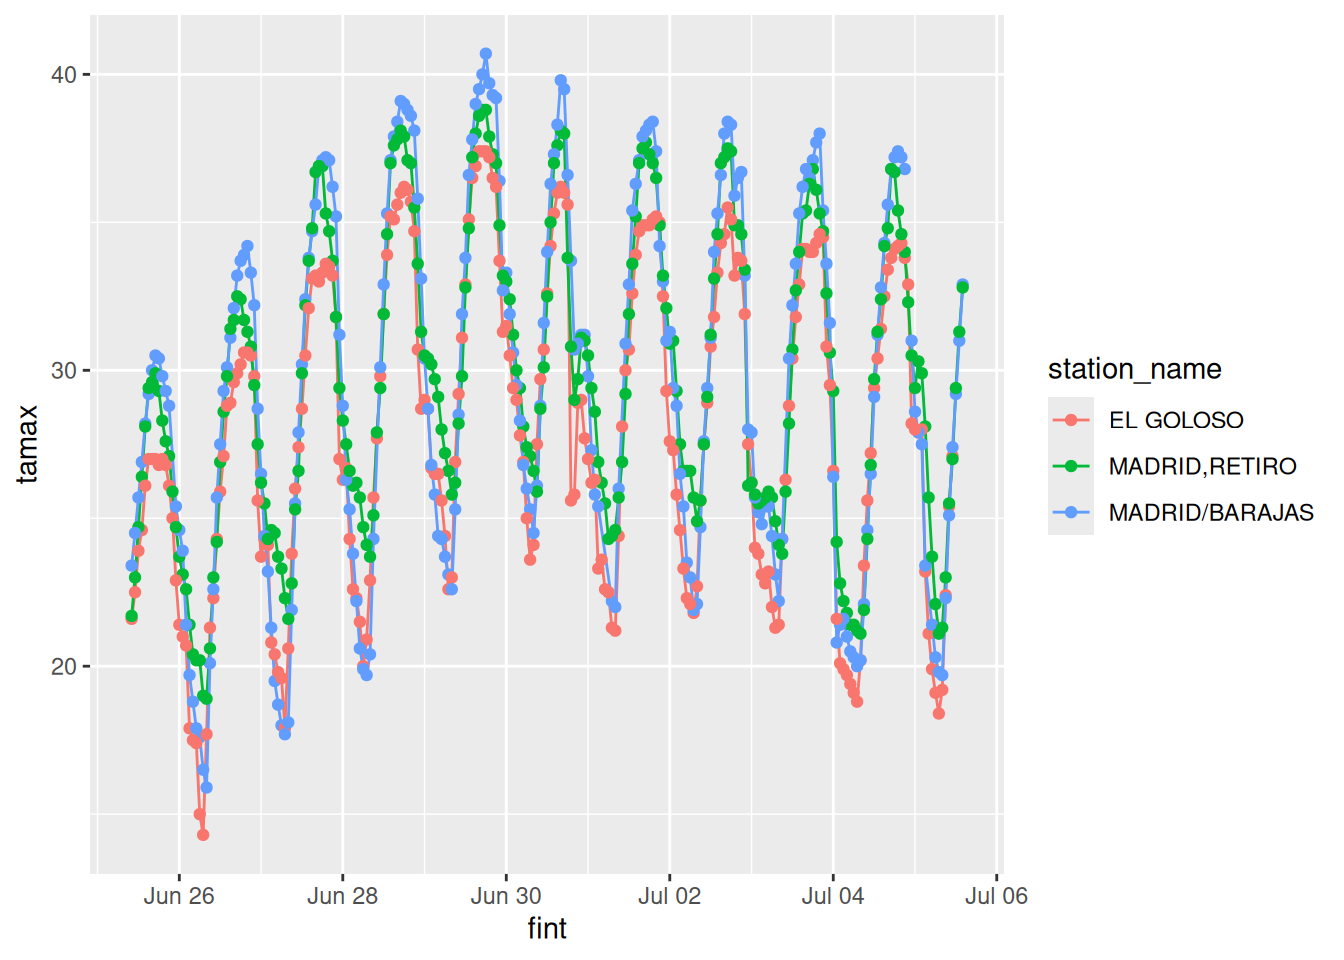 40
30
20
tamax
Jun 26
Jun 28
Jun 30
Jul 02
Jul 04
Jul 06
fint
station_name
EL GOLOSO
MADRID,RETIRO
MADRID/BARAJAS